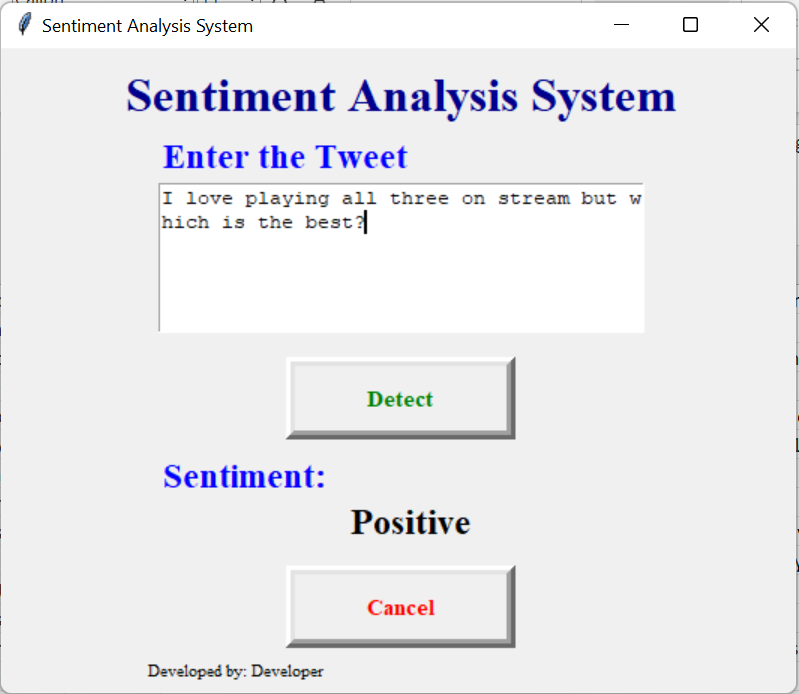 Sentiment Analysis System
Sentiment Analysis System
Enter the Tweet
I love playing all three on stream but w
hich is the best?
Detect
Sentiment:
Positive
Cancel
Developed by: Developer